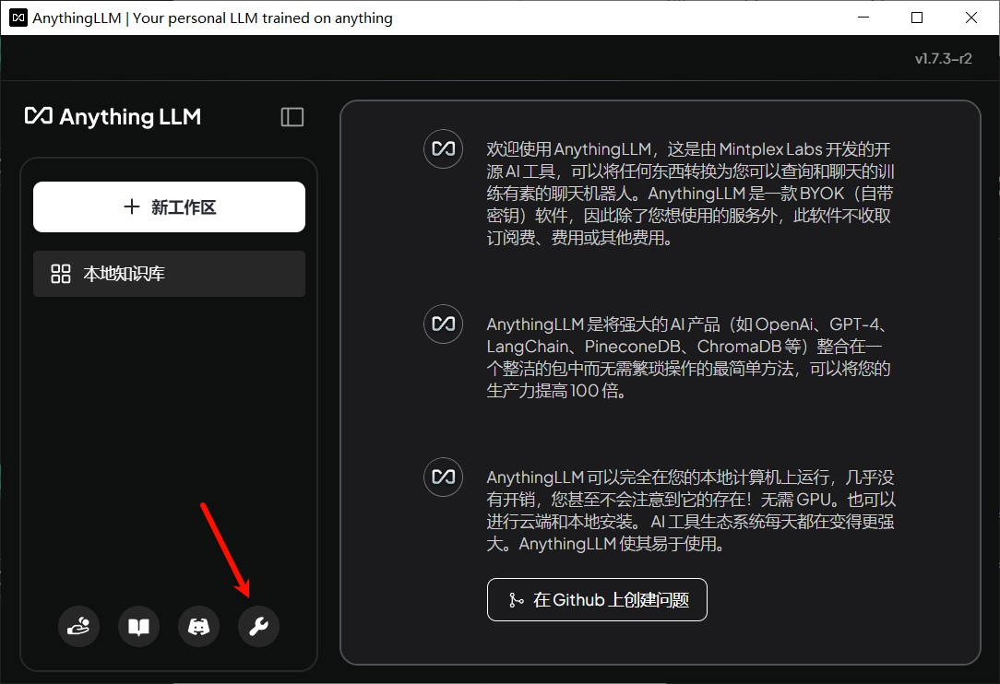 AnythingLLM | Your personal LLM trained on anything
v1.7.3-r2
Anything LLM
新工作区
本地知识库
欢迎使用 AnythingLLM，这是由 Mintplex Labs 开发的开
源 AI 工具，可以将任何东西转换为您可以查询和聊天的训
练有素的聊天机器人。AnythingLLM 是一款 BYOK（自带
密钥）软件，因此除了您想使用的服务外，此软件不收取
订阅费、费用或其他费用。
AnythingLLM 是将强大的 AI 产品（如 OpenAi、GPT-4、
LangChain、PineconeDB、ChromaDB 等）整合在一
个整洁的包中而无需繁琐操作的最简单方法，可以将您的
生产力提高 100 倍。
AnythingLLM 可以完全在您的本地计算机上运行，几乎没
有开销，您甚至不会注意到它的存在！无需 GPU。也可以
进行云端和本地安装。 AI 工具生态系统每天都在变得更强
大。AnythingLLM 使其易于使用。
在 Github 上创建问题